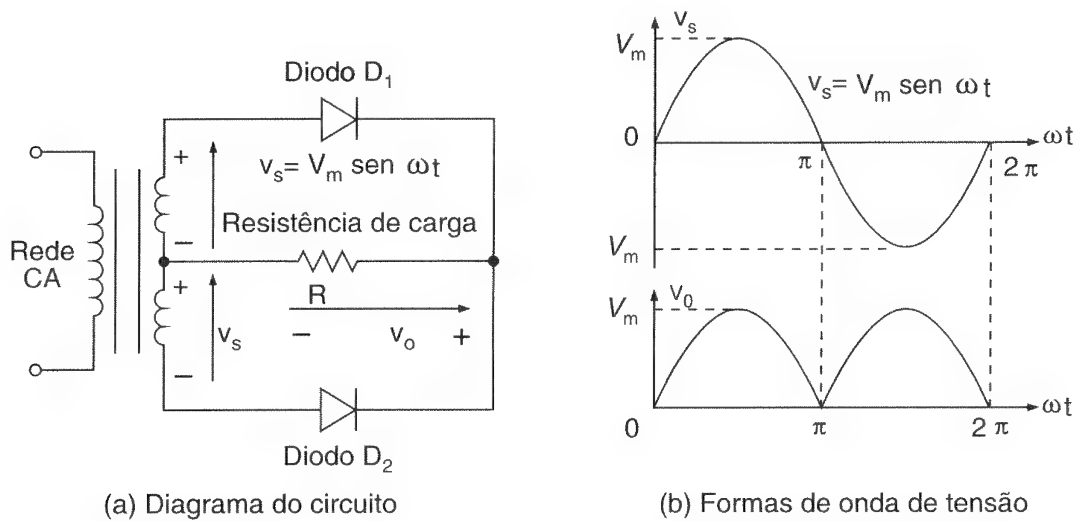 Diodo D₁
+
vₛ= Vₘ sen ωt
−
Resistência de carga
Rede
CA
+
R
− vₒ +
vₛ
−
Diodo D₂
(a) Diagrama do circuito
vₛ
Vₘ
vₛ= Vₘ sen ωt
0
π
2 π
ωt
Vₘ
v₀
Vₘ
0
π
2 π
ωt
(b) Formas de onda de tensão